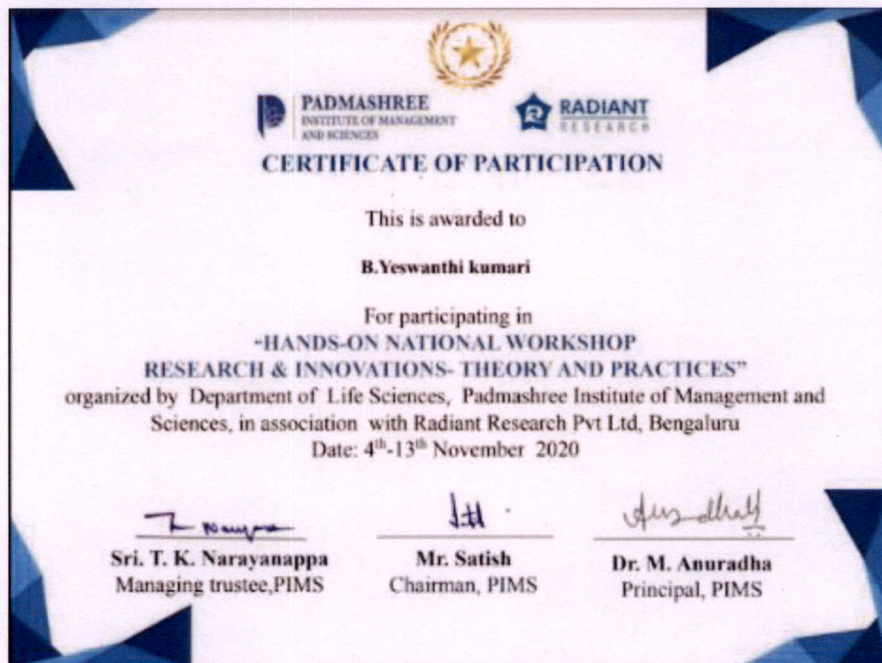 PADMASHREE
INSTITUTE OF MANAGEMENT
AND SCIENCES
RADIANT
RESEARCH
CERTIFICATE OF PARTICIPATION
This is awarded to
B.Yeswanthi kumari
For participating in
"HANDS-ON NATIONAL WORKSHOP
RESEARCH & INNOVATIONS- THEORY AND PRACTICES"
organized by Department of Life Sciences, Padmashree Institute of Management and
Sciences, in association with Radiant Research Pvt Ltd, Bengaluru
Date: 4th-13th November 2020
Sri. T. K. Narayanappa
Managing trustee,PIMS
Mr. Satish
Chairman, PIMS
Dr. M. Anuradha
Principal, PIMS